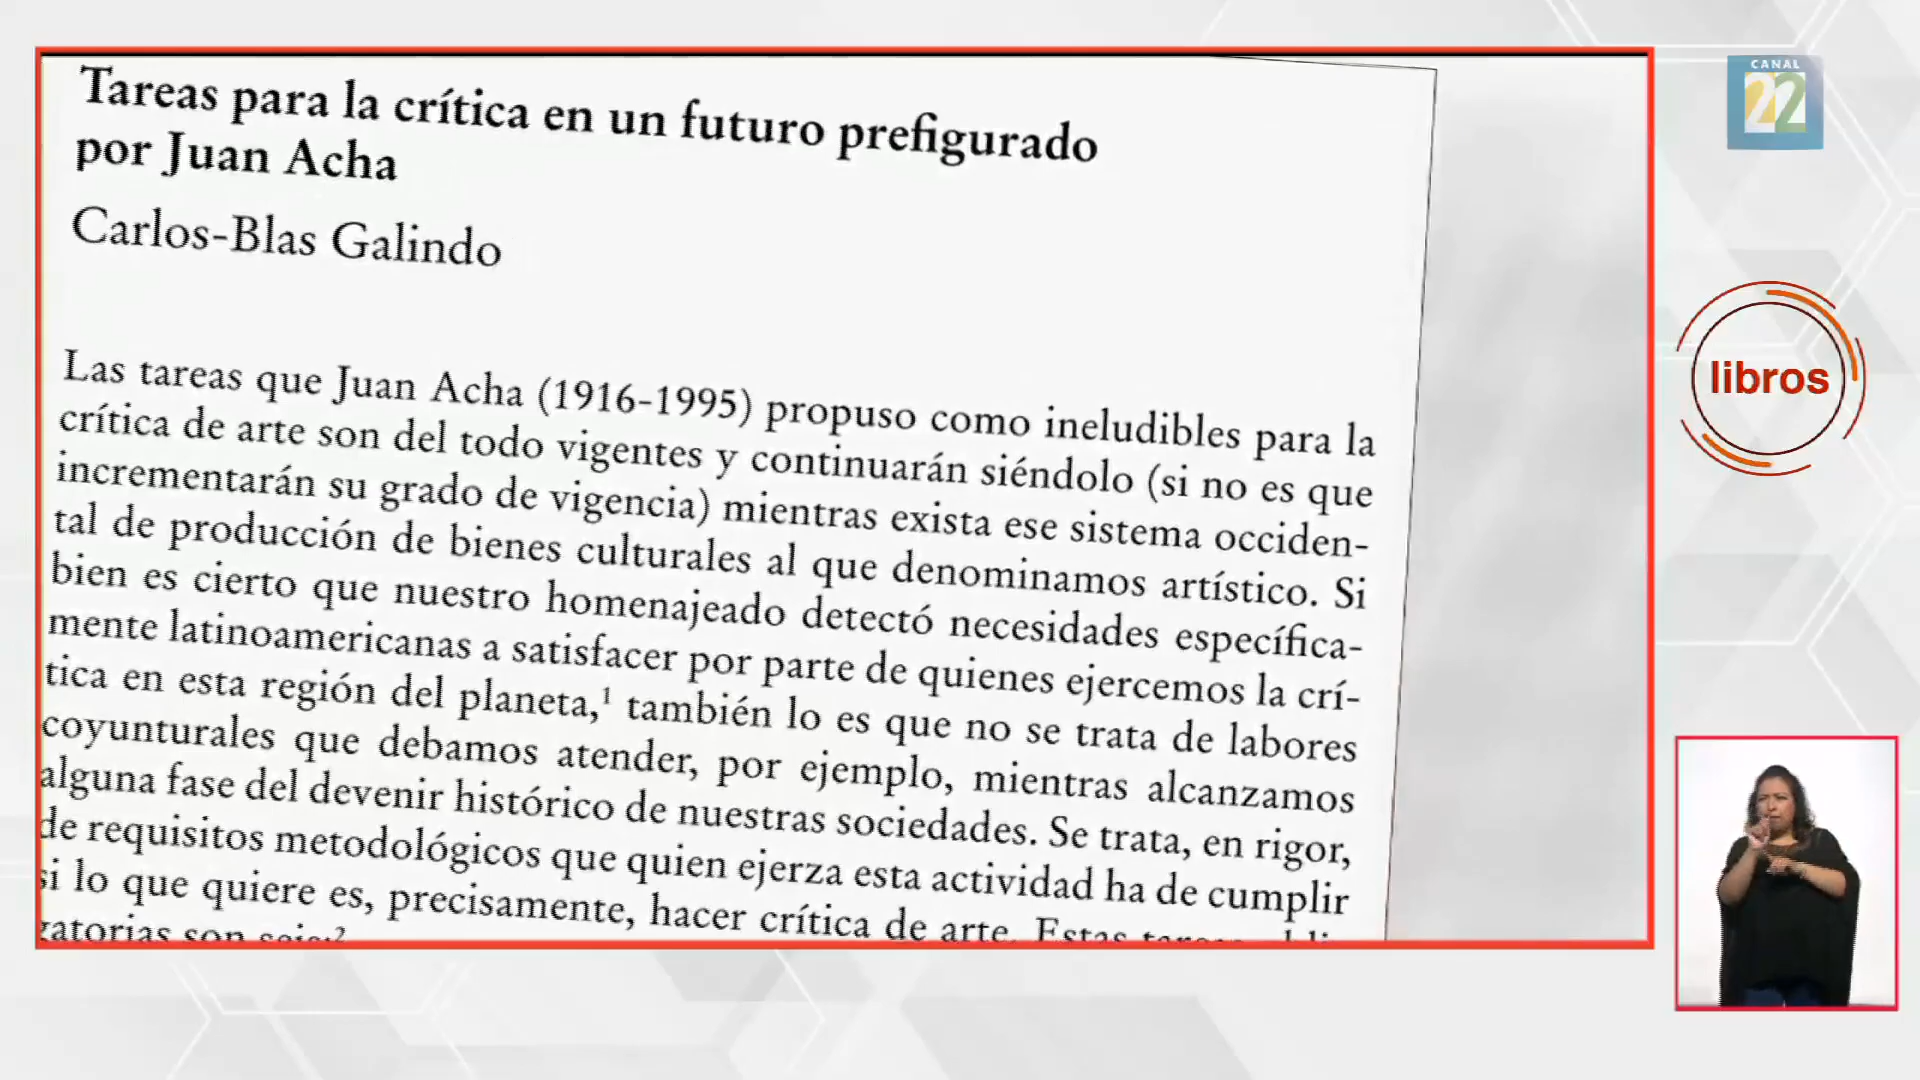 Tareas para la crítica en un futuro prefigurado
por Juan Acha
Carlos-Blas Galindo
Las tareas que Juan Acha (1916-1995) propuso como ineludibles para la
crítica de arte son del todo vigentes y continuarán siéndolo (si no es que
incrementarán su grado de vigencia) mientras exista ese sistema occiden-
tal de producción de bienes culturales al que denominamos artístico. Si
bien es cierto que nuestro homenajeado detectó necesidades específica-
mente latinoamericanas a satisfacer por parte de quienes ejercemos la crí-
tica en esta región del planeta,¹ también lo es que no se trata de labores
coyunturales que debamos atender, por ejemplo, mientras alcanzamos
alguna fase del devenir histórico de nuestras sociedades. Se trata, en rigor,
de requisitos metodológicos que quien ejerza esta actividad ha de cumplir
si lo que quiere es, precisamente, hacer crítica de arte. Estas
gatorias son seis:²
CANAL
22
libros